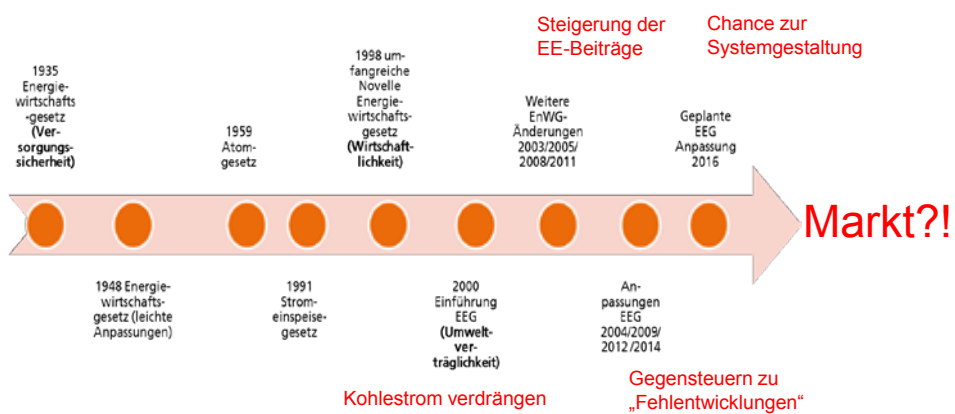 Steigerung der
EE-Beiträge
Chance zur
Systemgestaltung
1935
Energie-
wirtschafts
-gesetz
(Ver-
sorgungs-
sicherheit)
1959
Atom-
gesetz
1998 um-
fangreiche
Novelle
Energie-
wirtschafts-
gesetz
(Wirtschaft-
lichkeit)
Weitere
EnWG-
Änderungen
2003/2005/
2008/2011
Geplante
EEG
Anpassung
2016
Markt?!
1948 Energie-
wirtschafts-
gesetz (leichte
Anpassungen)
1991
Strom-
einspeise-
gesetz
2000
Einführung
EEG
(Umwelt-
ver-
träglichkeit)
An-
passungen
EEG
2004/2009/
2012/2014
Kohlestrom verdrängen
Gegensteuern zu
„Fehlentwicklungen“